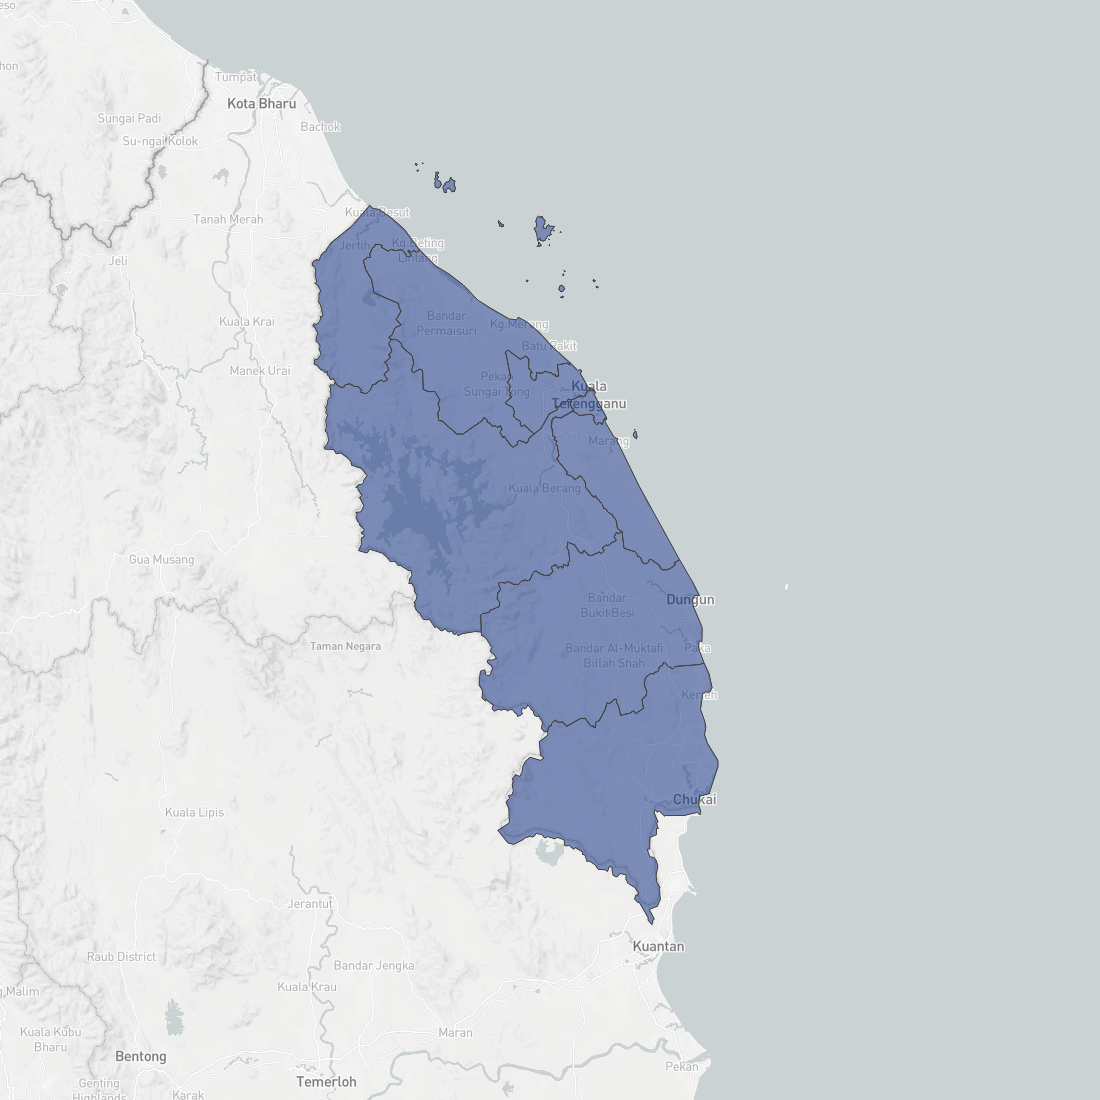 Tumpat
Kota Bharu
Sungai Padi
Bachok
Su-ngai Kolok
Kuala Besut
Tanah Merah
Jertih
Kg.Beting
Lintang
Jeli
Kuala Krai
Bandar
Permaisuri
Kg.Merang
Batu Rakit
Manek Urai
Pekan
Sungai Tong
Kuala
Terengganu
Marang
Kuala Berang
Gua Musang
Bandar
Bukit Besi
Dungun
Taman Negara
Bandar Al-Muktafi
Billah Shah
Paka
Kerteh
Chukai
Kuala Lipis
Jerantut
Kuantan
Raub District
Bandar Jengka
Kuala Krau
Maran
Kuala Kubu
Bharu
Bentong
Pekan
Temerloh
Genting
Highlands
Karak